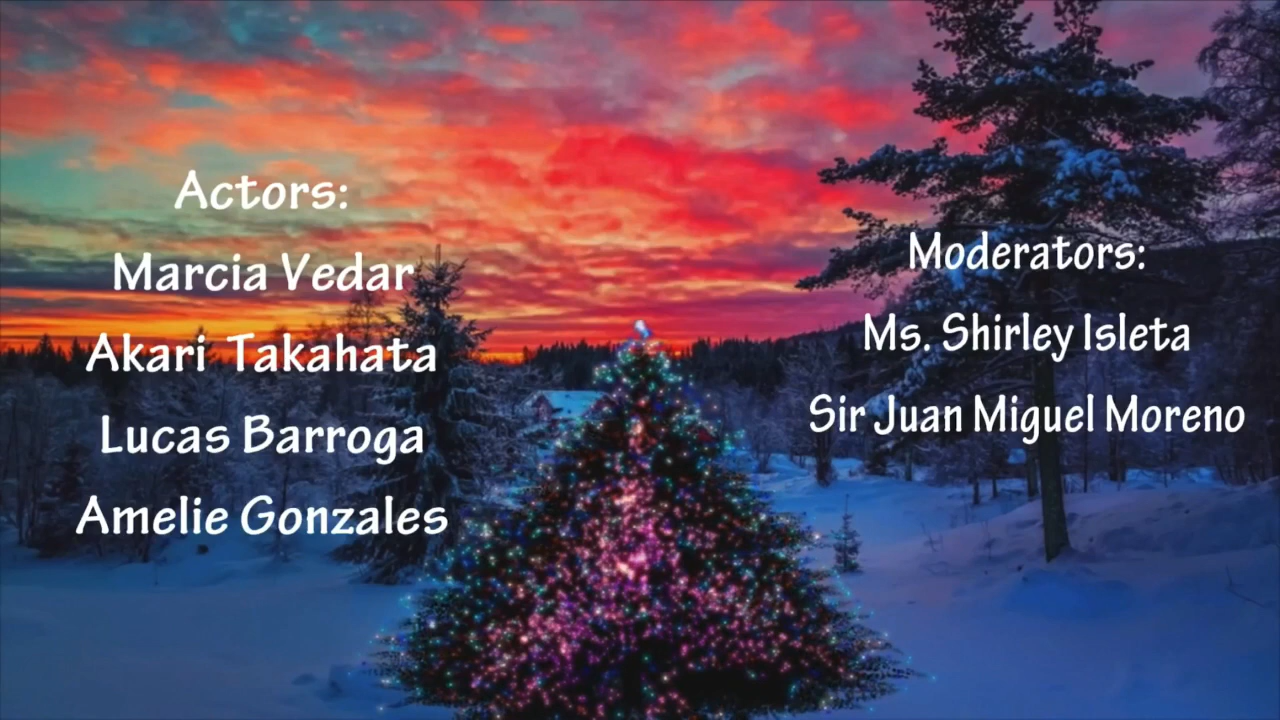 Actors:
Marcia Vedar
Akari Takahata
Lucas Barroga
Amelie Gonzales
Moderators:
Ms. Shirley Isleta
Sir Juan Miguel Moreno